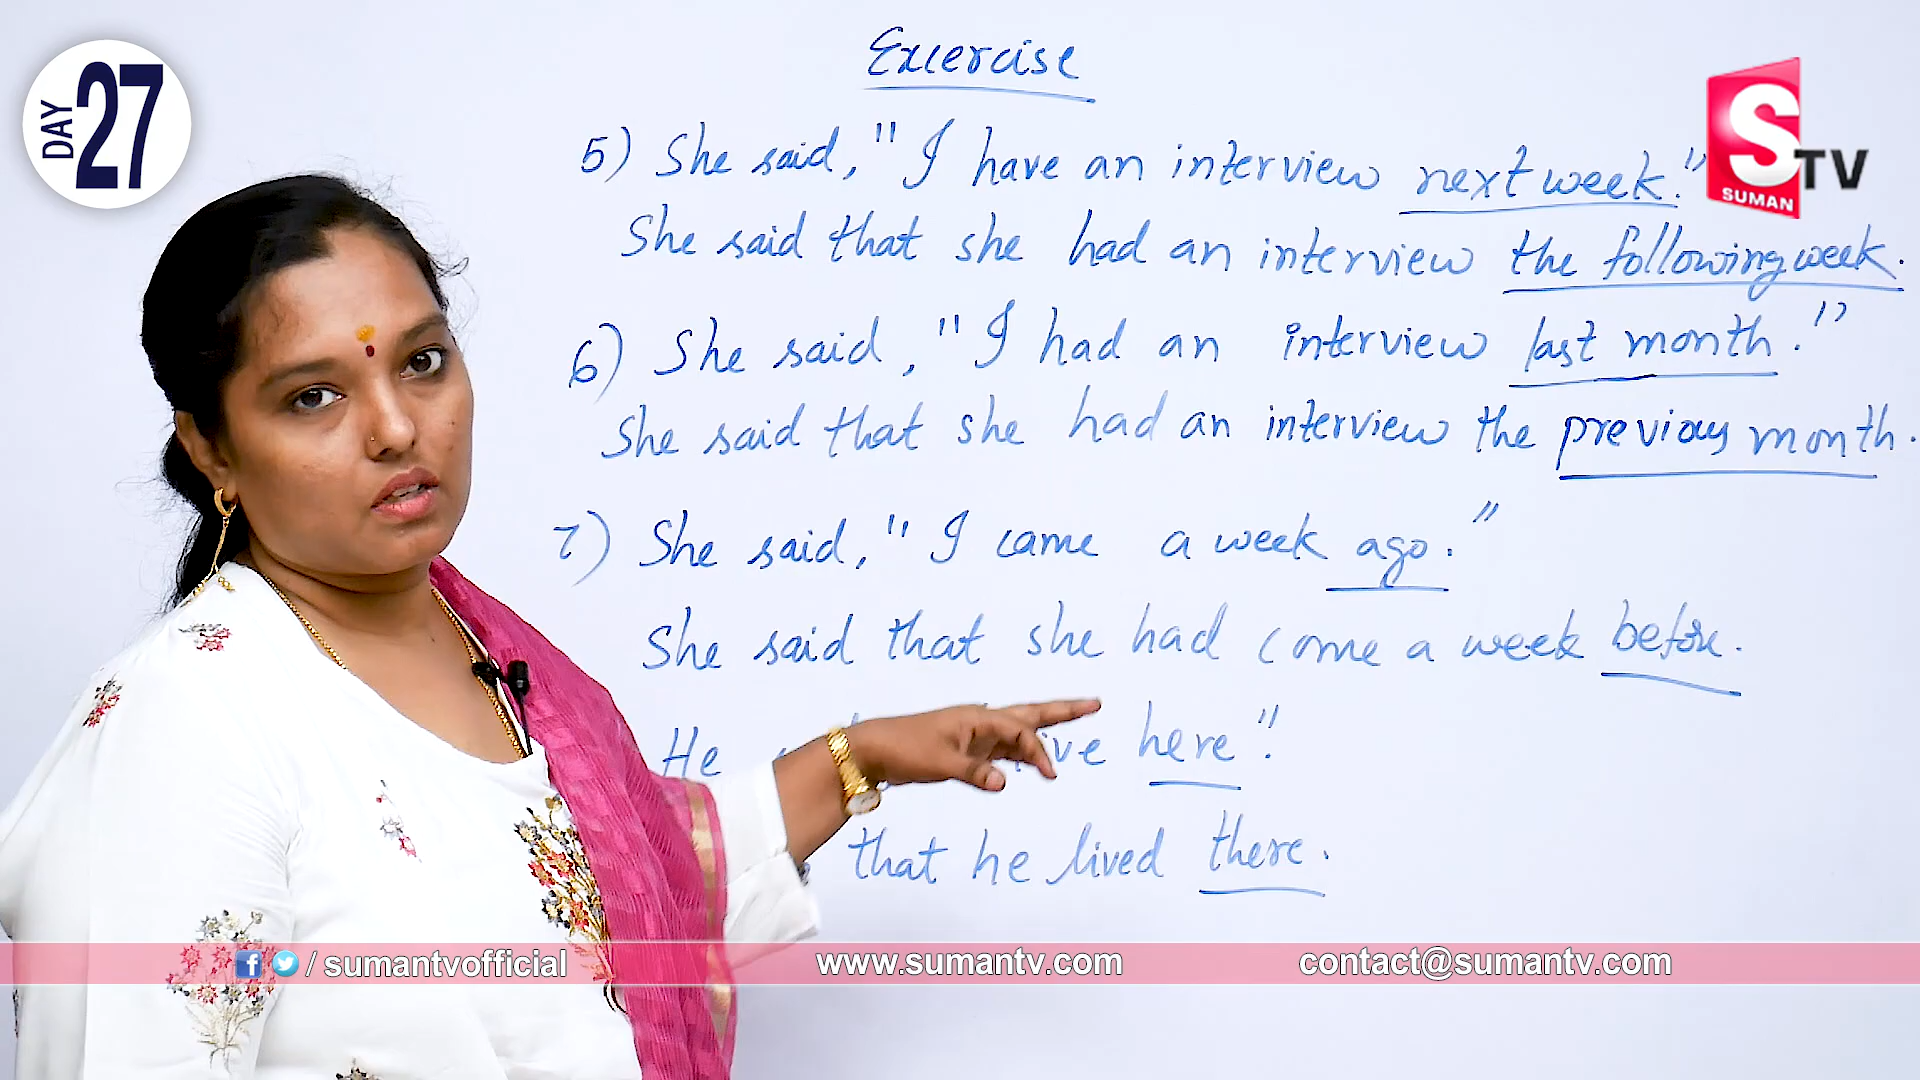 DAY 27
Excercise
S TV SUMAN
5) She said, "I have an interview next week."
She said that she had an interview the following week.
6) She said, "I had an interview last month."
She said that she had an interview the previous month.
7) She said, "I came a week ago."
She said that she had come a week before.
He here".
that he lived there.
f / sumantvofficial www.sumantv.com contact@sumantv.com